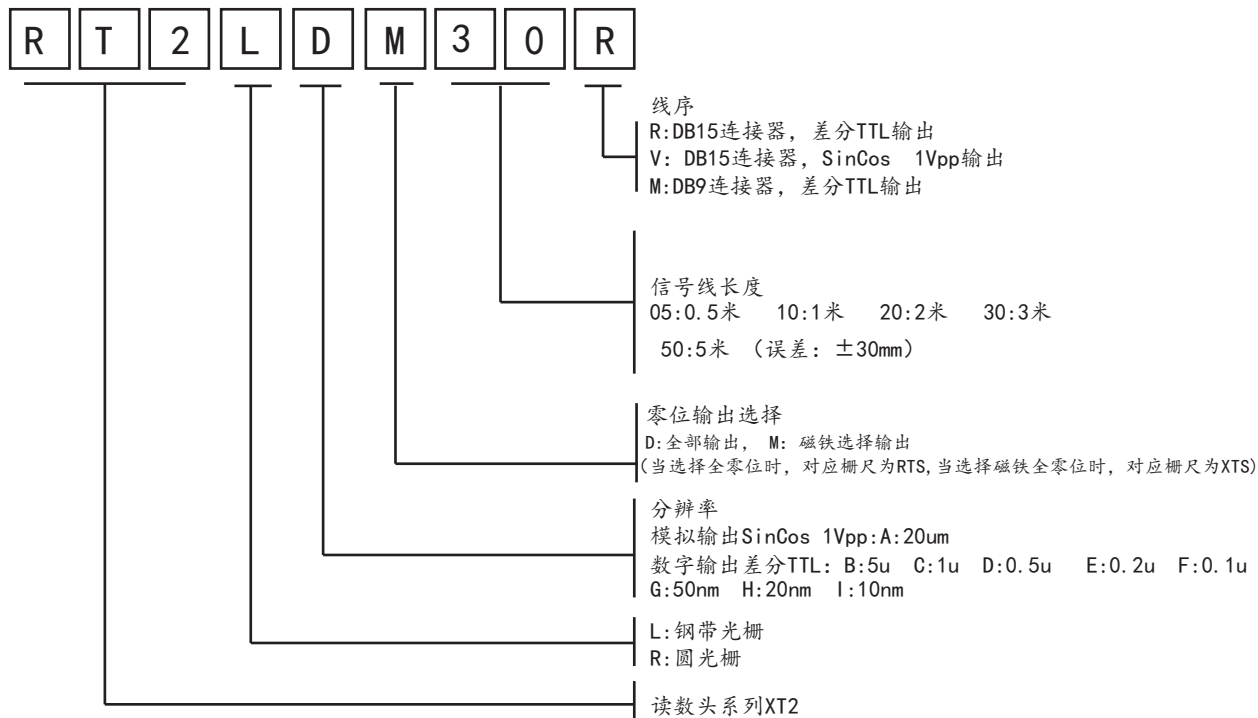 RT2LDM30R
线序
R:DB15连接器，差分TTL输出
V: DB15连接器，SinCos 1Vpp输出
M:DB9连接器，差分TTL输出
信号线长度
05:0.5米 10:1米 20:2米 30:3米
50:5米 （误差：±30mm）
零位输出选择
D:全部输出， M: 磁铁选择输出
(当选择全零位时，对应栅尺为RTS,当选择磁铁全零位时，对应栅尺为XTS)
分辨率
模拟输出SinCos 1Vpp:A:20um
数字输出差分TTL: B:5u C:1u D:0.5u E:0.2u F:0.1u
G:50nm H:20nm I:10nm
L:钢带光栅
R:圆光栅
读数头系列XT2